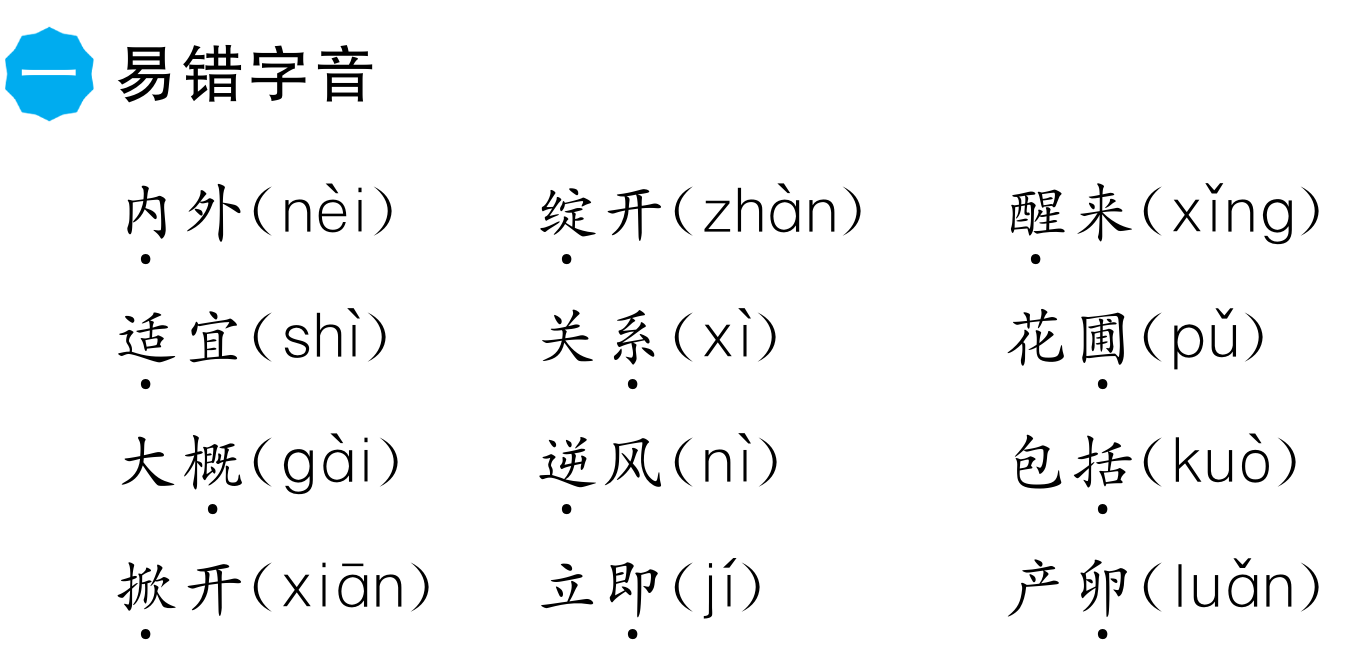 一 易错字音
内外(nèi) 绽开(zhàn) 醒来(xǐng)
适宜(shì) 关系(xì) 花圃(pǔ)
大概(gài) 逆风(nì) 包括(kuò)
掀开(xiān) 立即(jí) 产卵(luǎn)